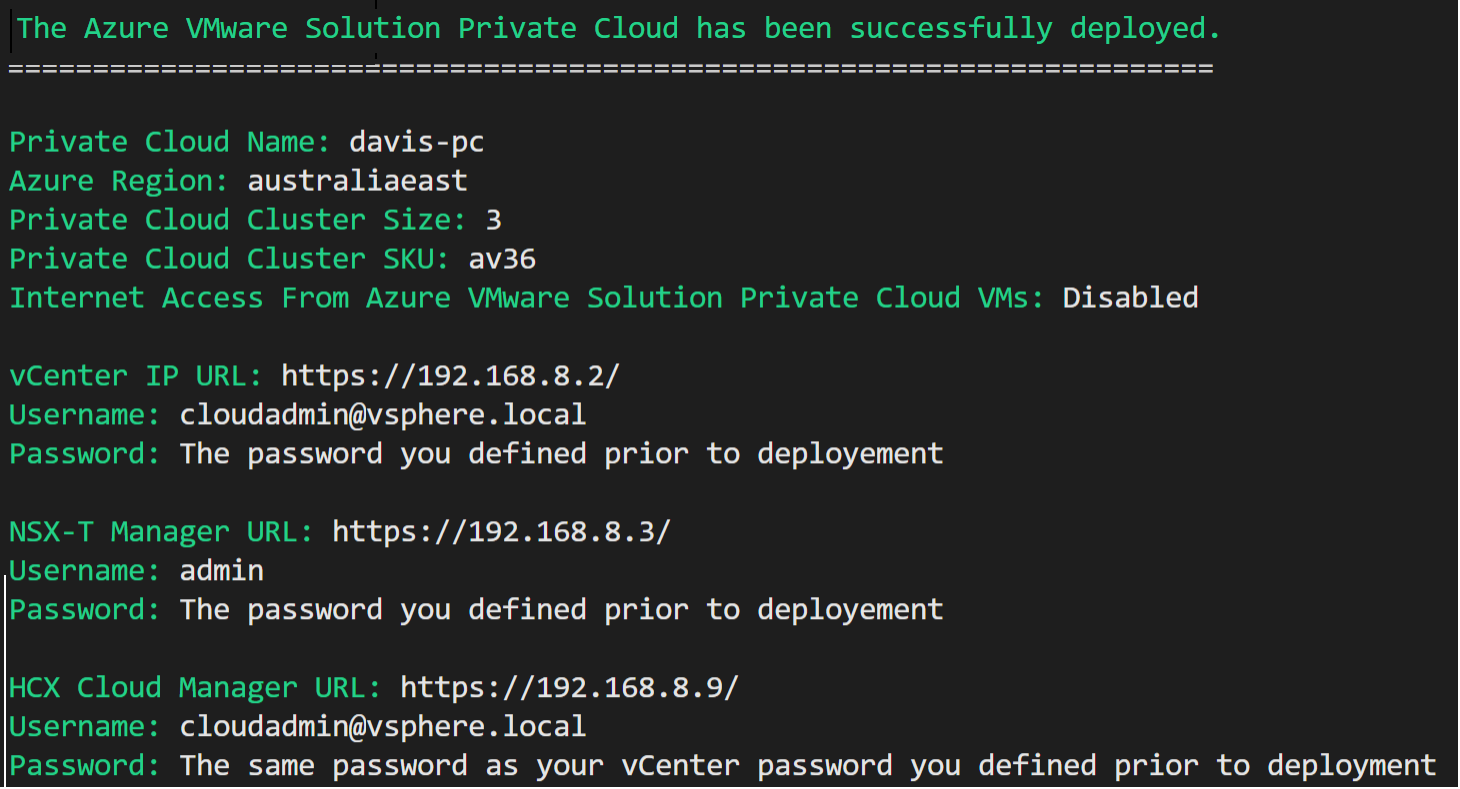 The Azure VMware Solution Private Cloud has been successfully deployed.
=======================================================================
Private Cloud Name: davis-pc
Azure Region: australiaeast
Private Cloud Cluster Size: 3
Private Cloud Cluster SKU: av36
Internet Access From Azure VMware Solution Private Cloud VMs: Disabled
vCenter IP URL: https://192.168.8.2/
Username: cloudadmin@vsphere.local
Password: The password you defined prior to deployement
NSX-T Manager URL: https://192.168.8.3/
Username: admin
Password: The password you defined prior to deployement
HCX Cloud Manager URL: https://192.168.8.9/
Username: cloudadmin@vsphere.local
Password: The same password as your vCenter password you defined prior to deployment